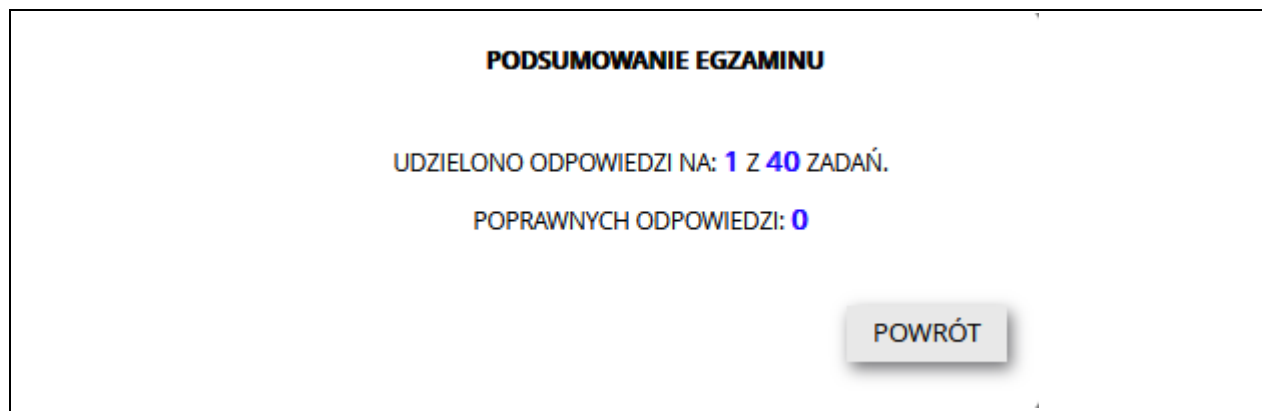 PODSUMOWANIE EGZAMINU
UDZIELONO ODPOWIEDZI NA: 1 Z 40 ZADAŃ.
POPRAWNYCH ODPOWIEDZI: 0
POWRÓT